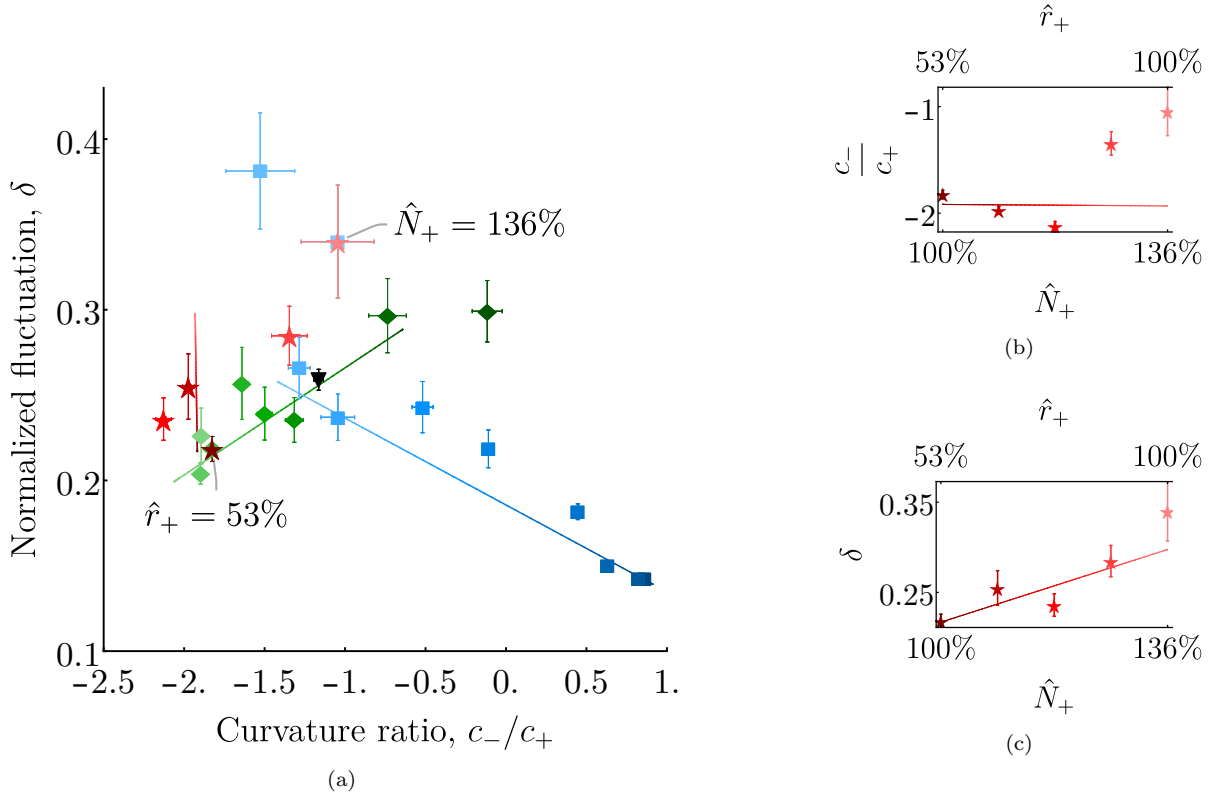 Normalized fluctuation, δ
0.4
0.3
0.2
0.1
N̂₊ = 136%
r̂₊ = 53%
−2.5 −2. −1.5 −1. −0.5 0. 0.5 1.
Curvature ratio, c₋/c₊
(a)
r̂₊
53% 100%
c₋| c₊
−1
−2
100% 136%
N̂₊
(b)
r̂₊
53% 100%
δ
0.35
0.25
100% 136%
N̂₊
(c)